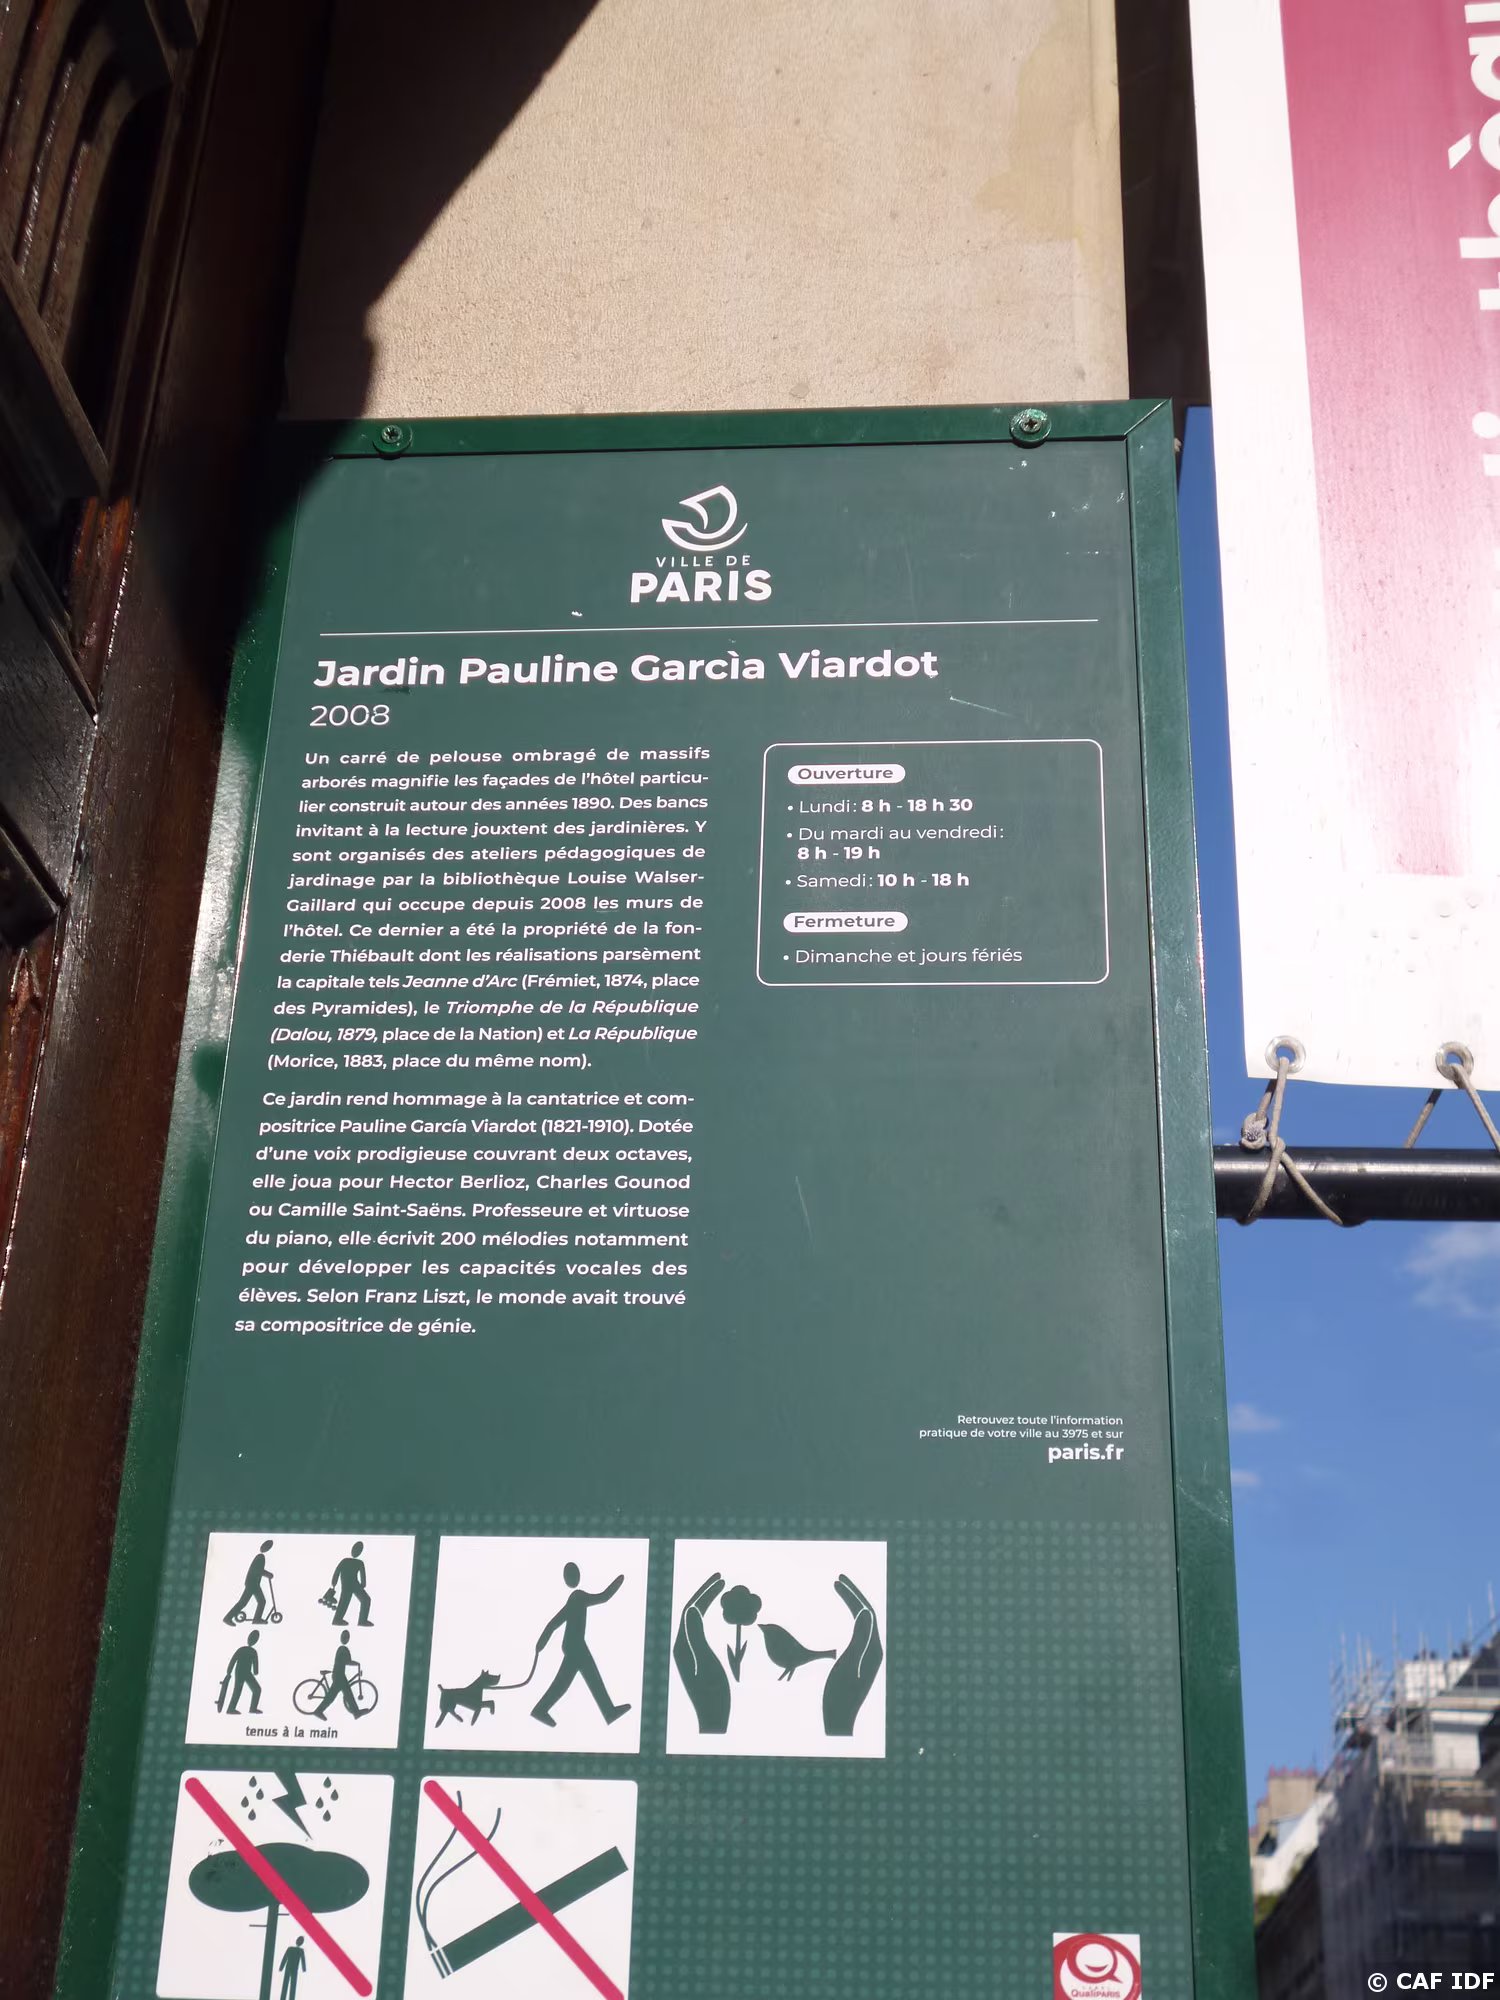 VILLE DE
PARIS
Jardin Pauline Garcìa Viardot
2008
Un carré de pelouse ombragé de massifs
arborés magnifie les façades de l'hôtel particu-
lier construit autour des années 1890. Des bancs
invitant à la lecture jouxtent des jardinières. Y
sont organisés des ateliers pédagogiques de
jardinage par la bibliothèque Louise Walser-
Gaillard qui occupe depuis 2008 les murs de
l'hôtel. Ce dernier a été la propriété de la fon-
derie Thiébault dont les réalisations parsèment
la capitale tels Jeanne d'Arc (Frémiet, 1874, place
des Pyramides), le Triomphe de la République
(Dalou, 1879, place de la Nation) et La République
(Morice, 1883, place du même nom).
Ce jardin rend hommage à la cantatrice et com-
positrice Pauline García Viardot (1821-1910). Dotée
d'une voix prodigieuse couvrant deux octaves,
elle joua pour Hector Berlioz, Charles Gounod
ou Camille Saint-Saëns. Professeure et virtuose
du piano, elle écrivit 200 mélodies notamment
pour développer les capacités vocales des
élèves. Selon Franz Liszt, le monde avait trouvé
sa compositrice de génie.
Ouverture
• Lundi : 8 h - 18 h 30
• Du mardi au vendredi :
8 h - 19 h
• Samedi : 10 h - 18 h
Fermeture
• Dimanche et jours fériés
Retrouvez toute l'information
pratique de votre ville au 3975 et sur
paris.fr
tenus à la main
QualiPARIS
© CAF IDF